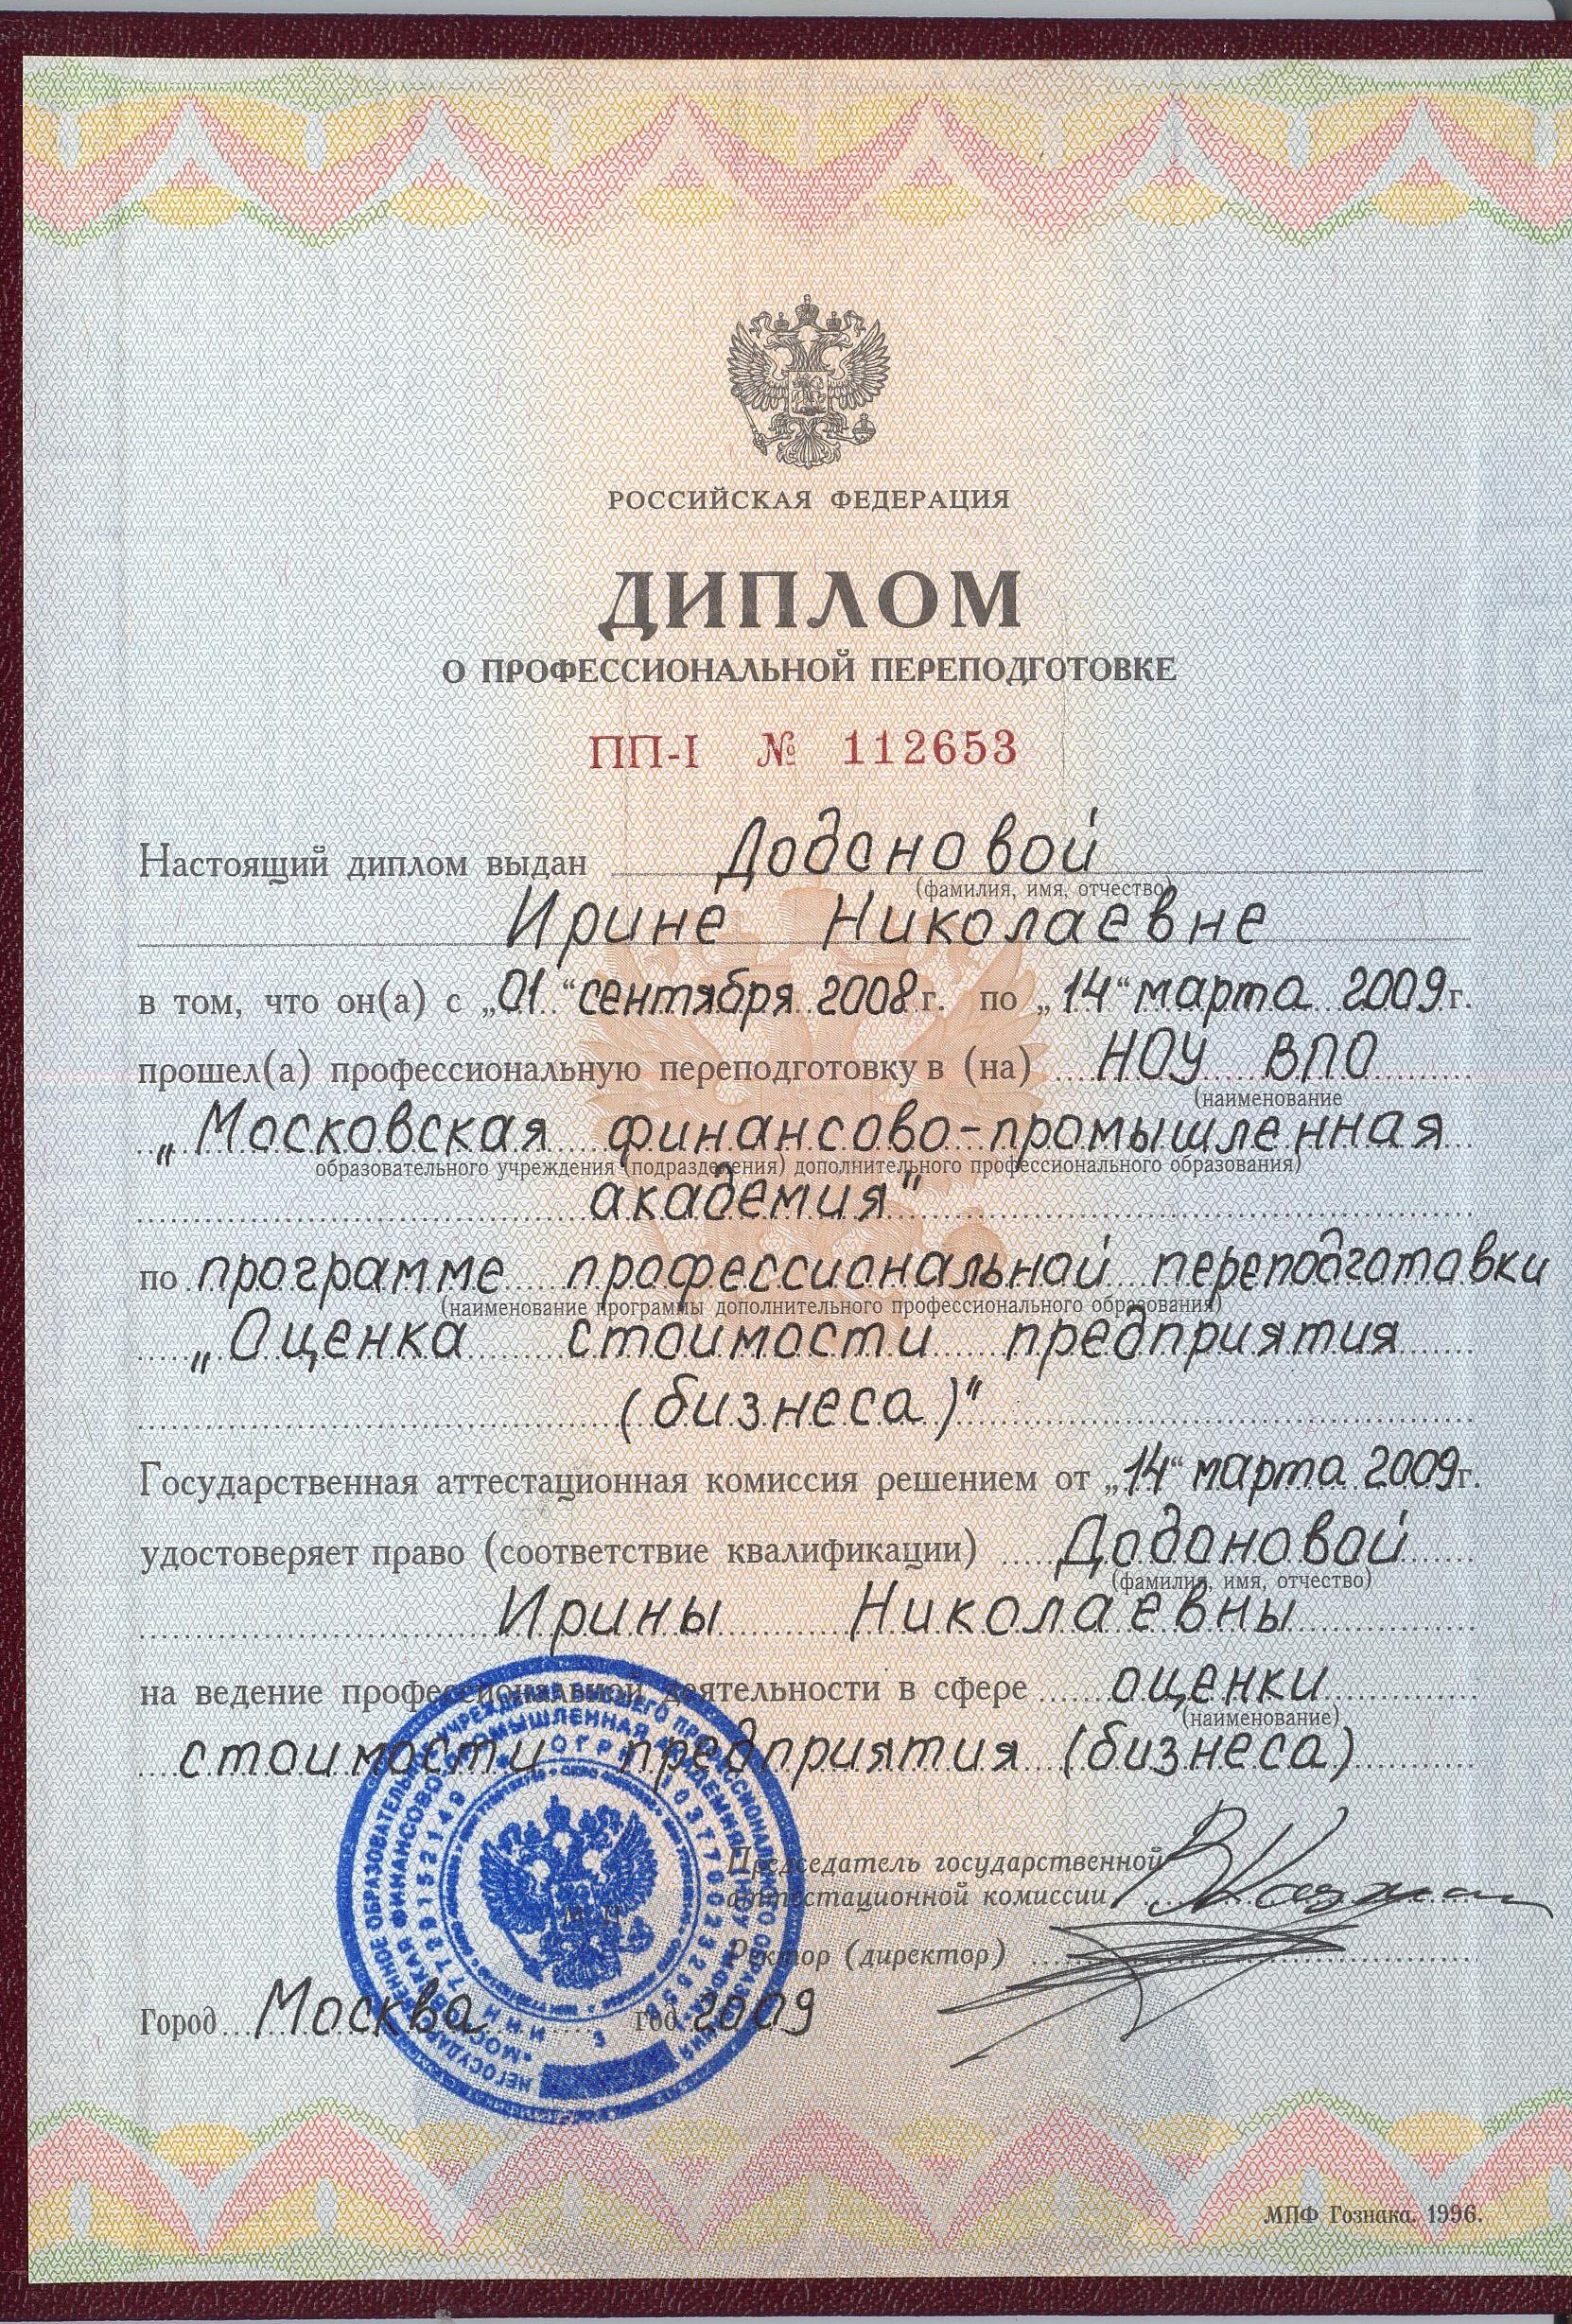 РОССИЙСКАЯ ФЕДЕРАЦИЯ
ДИПЛОМ
О ПРОФЕССИОНАЛЬНОЙ ПЕРЕПОДГОТОВКЕ
ПП-I № 112653
Настоящий диплом выдан Додоновой
(фамилия, имя, отчество)
Ирине Николаевне
в том, что он(а) с „01“ сентября 2008 г. по „14“ марта 2009 г.
прошел(а) профессиональную переподготовку в (на) НОУ ВПО
(наименование
„Московская финансово-промышленная
образовательного учреждения (подразделения) дополнительного профессионального образования)
академия"
по программе профессиональной переподготовки
(наименование программы дополнительного профессионального образования)
„Оценка стоимости предприятия
(бизнеса)"
Государственная аттестационная комиссия решением от „14“ марта 2009 г.
удостоверяет право (соответствие квалификации) Додоновой
(фамилия, имя, отчество)
Ирины Николаевны
на ведение профессиональной деятельности в сфере оценки
(наименование)
стоимости предприятия (бизнеса)
Председатель государственной
аттестационной комиссии
М.П.
Ректор (директор)
Город Москва год 2009
МПФ Гознака. 1996.